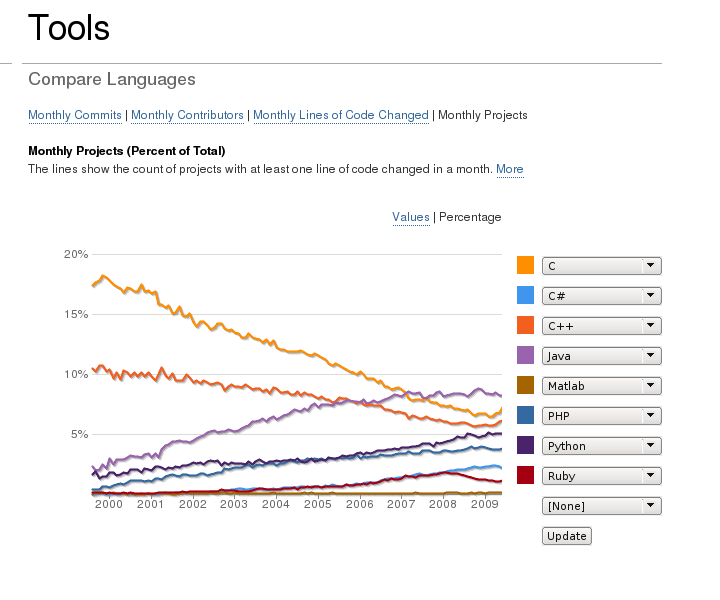 Tools
Compare Languages
Monthly Commits | Monthly Contributors | Monthly Lines of Code Changed | Monthly Projects
Monthly Projects (Percent of Total)
The lines show the count of projects with at least one line of code changed in a month. More
Values | Percentage
20%
15%
10%
5%
2000 2001 2002 2003 2004 2005 2006 2007 2008 2009
C
C#
C++
Java
Matlab
PHP
Python
Ruby
[None]
Update